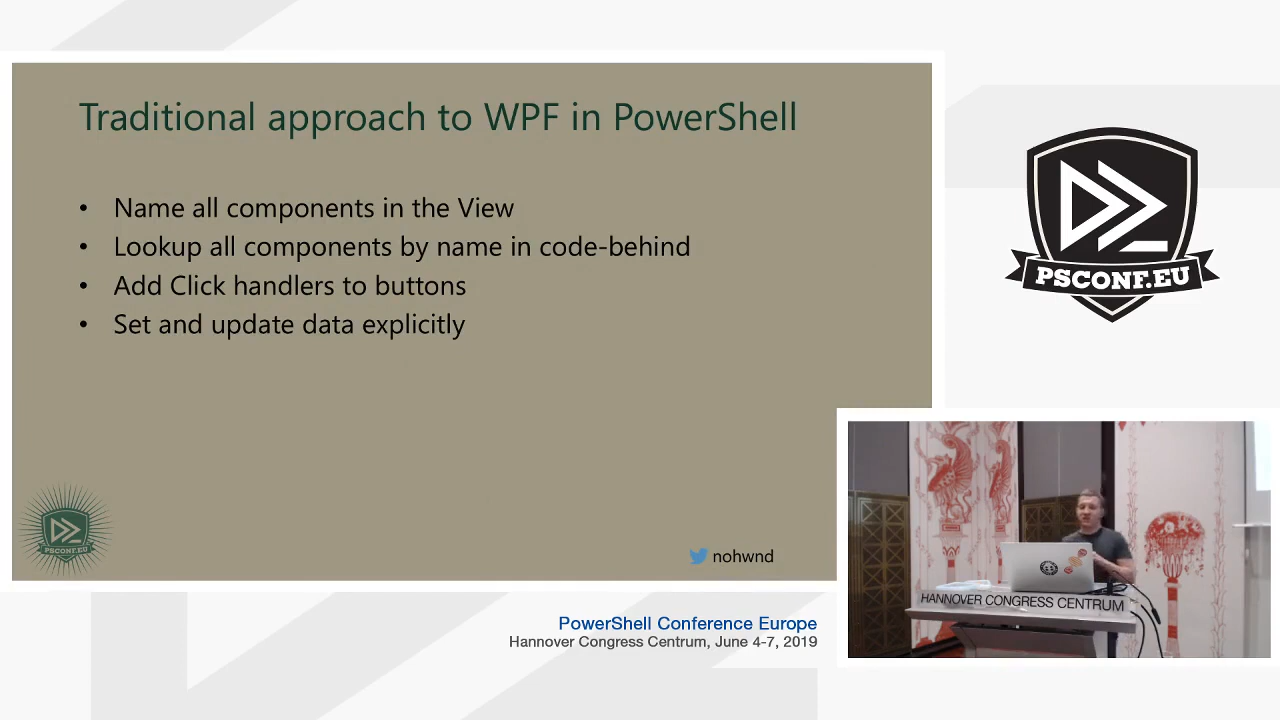 Traditional approach to WPF in PowerShell
• Name all components in the View
• Lookup all components by name in code-behind
• Add Click handlers to buttons
• Set and update data explicitly
PSCONF.EU
nohwnd
PSCONF.EU
HANNOVER CONGRESS CENTRUM
PowerShell Conference Europe
Hannover Congress Centrum, June 4-7, 2019